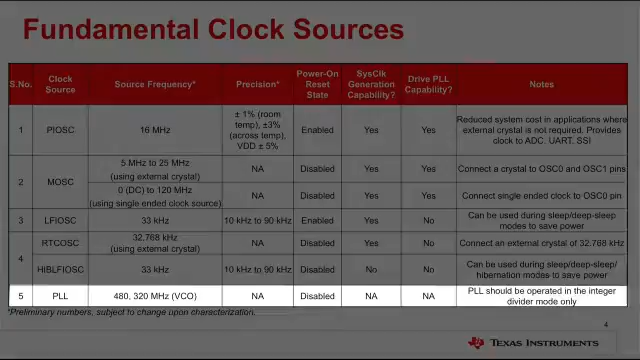 Fundamental Clock Sources
S.No. Clock Source Source Frequency* Precision* Power-On Reset State SysClk Generation Capability? Drive PLL Capability? Notes
1 PIOSC 16 MHz ± 1% (room temp), ±3% (across temp), VDD ± 5% Enabled Yes Yes Reduced system cost in applications where external crystal is not required. Provides clock to ADC, UART, SSI
2 MOSC 5 MHz to 25 MHz (using external crystal) NA Disabled Yes Yes Connect a crystal to OSC0 and OSC1 pins
0 (DC) to 120 MHz (using single ended clock source) NA Disabled Yes Yes Connect single ended clock to OSC0 pin
3 LFIOSC 33 kHz 10 kHz to 90 kHz Enabled Yes No Can be used during sleep/deep-sleep modes to save power
4 RTCOSC 32.768 kHz (using external crystal) NA Disabled Yes No Connect an external crystal of 32.768 kHz
HIBLFIOSC 33 kHz 10 kHz to 90 kHz Disabled No No Can be used during sleep/deep-sleep/ hibernation modes to save power
5 PLL 480, 320 MHz (VCO) NA Disabled NA NA PLL should be operated in the integer divider mode only
*Preliminary numbers, subject to change upon characterization.
4
TEXAS INSTRUMENTS